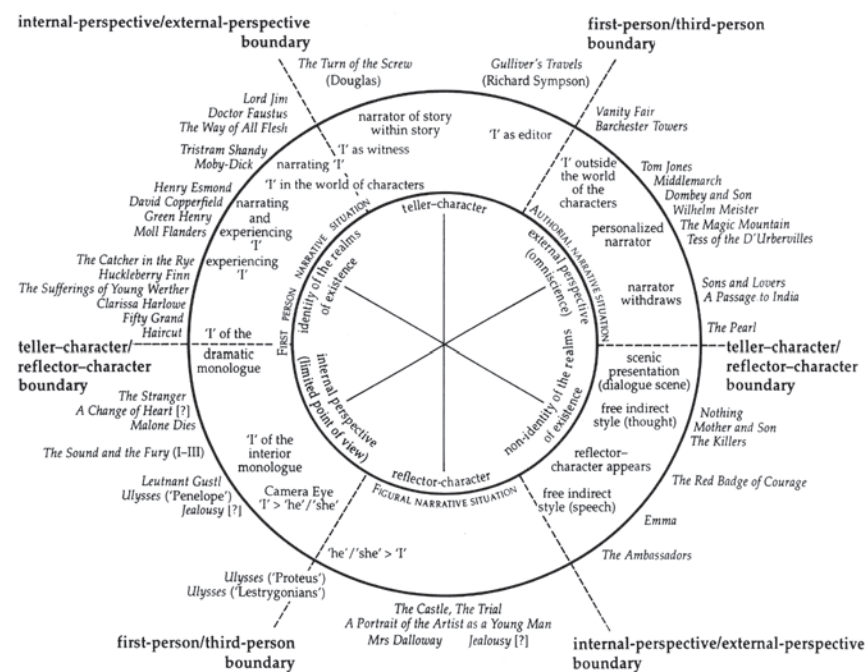 internal-perspective/external-perspective
boundary
first-person/third-person
boundary
The Turn of the Screw
(Douglas)
Gulliver's Travels
(Richard Sympson)
Lord Jim
Doctor Faustus
The Way of All Flesh
narrator of story
within story
'I' as editor
Vanity Fair
Barchester Towers
Tristram Shandy
Moby-Dick
'I' as witness
narrating 'I'
'I' in the world of characters
'I' outside
the world
of the
characters
Tom Jones
Middlemarch
Dombey and Son
Wilhelm Meister
The Magic Mountain
Tess of the D'Urbervilles
Henry Esmond
David Copperfield
Green Henry
Moll Flanders
narrating
and
experiencing
'I'
teller-character
personalized
narrator
FIRST PERSON NARRATIVE SITUATION
identity of the realms
of existence
AUTHORIAL NARRATIVE SITUATION
external perspective
(omniscience)
The Catcher in the Rye
Huckleberry Finn
The Sufferings of Young Werther
Clarissa Harlowe
Fifty Grand
Haircut
experiencing
'I'
narrator
withdraws
Sons and Lovers
A Passage to India
The Pearl
teller–character/
reflector–character
boundary
'I' of the
dramatic
monologue
teller–character/
reflector–character
boundary
scenic
presentation
(dialogue scene)
internal perspective
(limited point of view)
non-identity of the realms
of existence
The Stranger
A Change of Heart [?]
Malone Dies
free indirect
style (thought)
Nothing
Mother and Son
The Killers
The Sound and the Fury (I–III)
'I' of the
interior
monologue
reflector–
character appears
reflector-character
FIGURAL NARRATIVE SITUATION
The Red Badge of Courage
Leutnant Gustl
Ulysses ('Penelope')
Jealousy [?]
Camera Eye
'I' > 'he'/'she'
free indirect
style (speech)
Emma
The Ambassadors
'he'/'she' > 'I'
Ulysses ('Proteus')
Ulysses ('Lestrygonians')
The Castle, The Trial
A Portrait of the Artist as a Young Man
Mrs Dalloway Jealousy [?]
first-person/third-person
boundary
internal-perspective/external-perspective
boundary